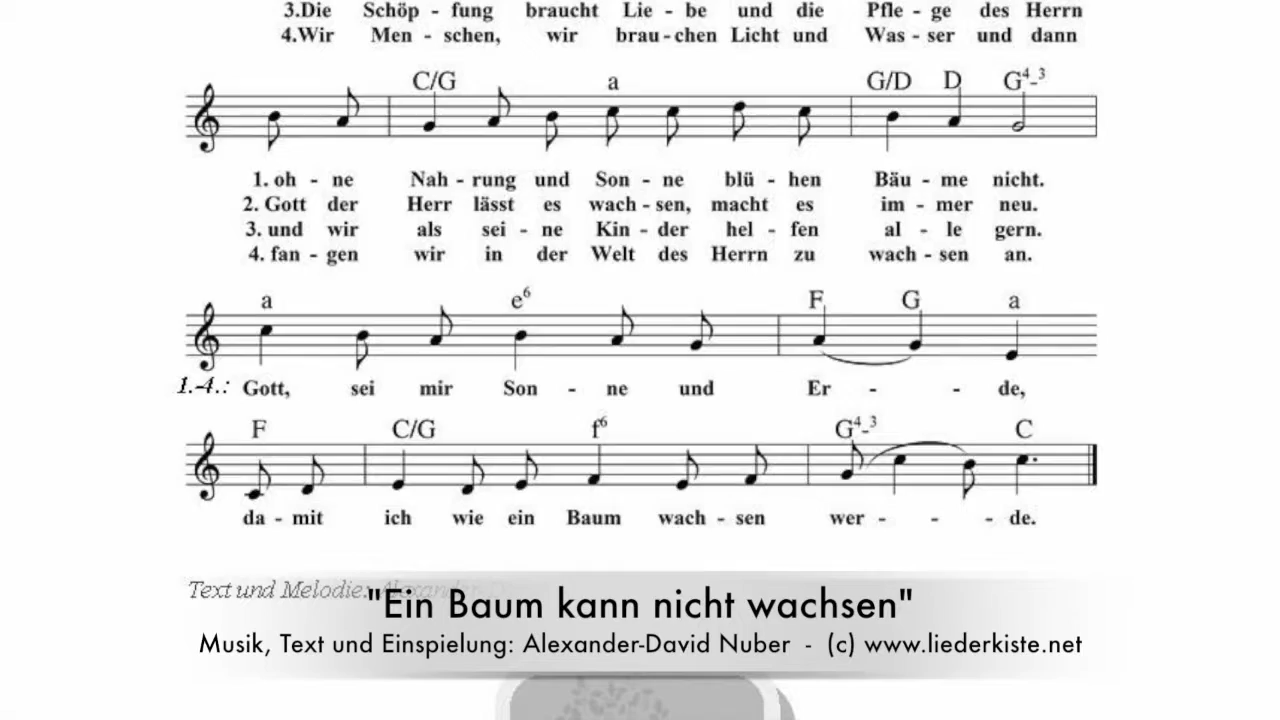 3.Die Schöp - fung braucht Lie - be und die Pfle - ge des Herrn
4.Wir Men - schen, wir brau - chen Licht und Was - ser und dann
C/G a G/D D G4-3
1. oh - ne Nah - rung und Son - ne blü - hen Bäu - me nicht.
2. Gott der Herr lässt es wach - sen, macht es im - mer neu.
3. und wir als sei - ne Kin - der hel - fen al - le gern.
4. fan - gen wir in der Welt des Herrn zu wach - sen an.
a e6 F G a
1.-4.: Gott, sei mir Son - ne und Er - - de,
F C/G f6 G4-3 C
da - mit ich wie ein Baum wach - sen wer - - - de.
Text und Melodie: Alexander
"Ein Baum kann nicht wachsen"
Musik, Text und Einspielung: Alexander-David Nuber - (c) www.liederkiste.net